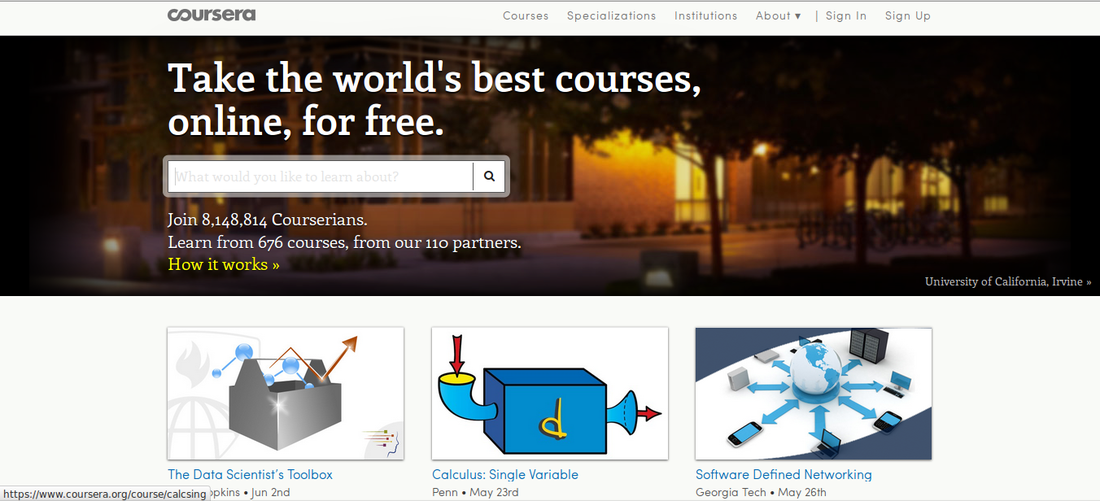 coursera
Courses Specializations Institutions About ▾ | Sign In Sign Up
Take the world's best courses,
online, for free.
What would you like to learn about?
Join 8,148,814 Courserians.
Learn from 676 courses, from our 110 partners.
How it works »
University of California, Irvine »
d
The Data Scientist's Toolbox
Calculus: Single Variable
Software Defined Networking
https://www.coursera.org/course/calcsing
• Jun 2nd
Penn • May 23rd
Georgia Tech • May 26th